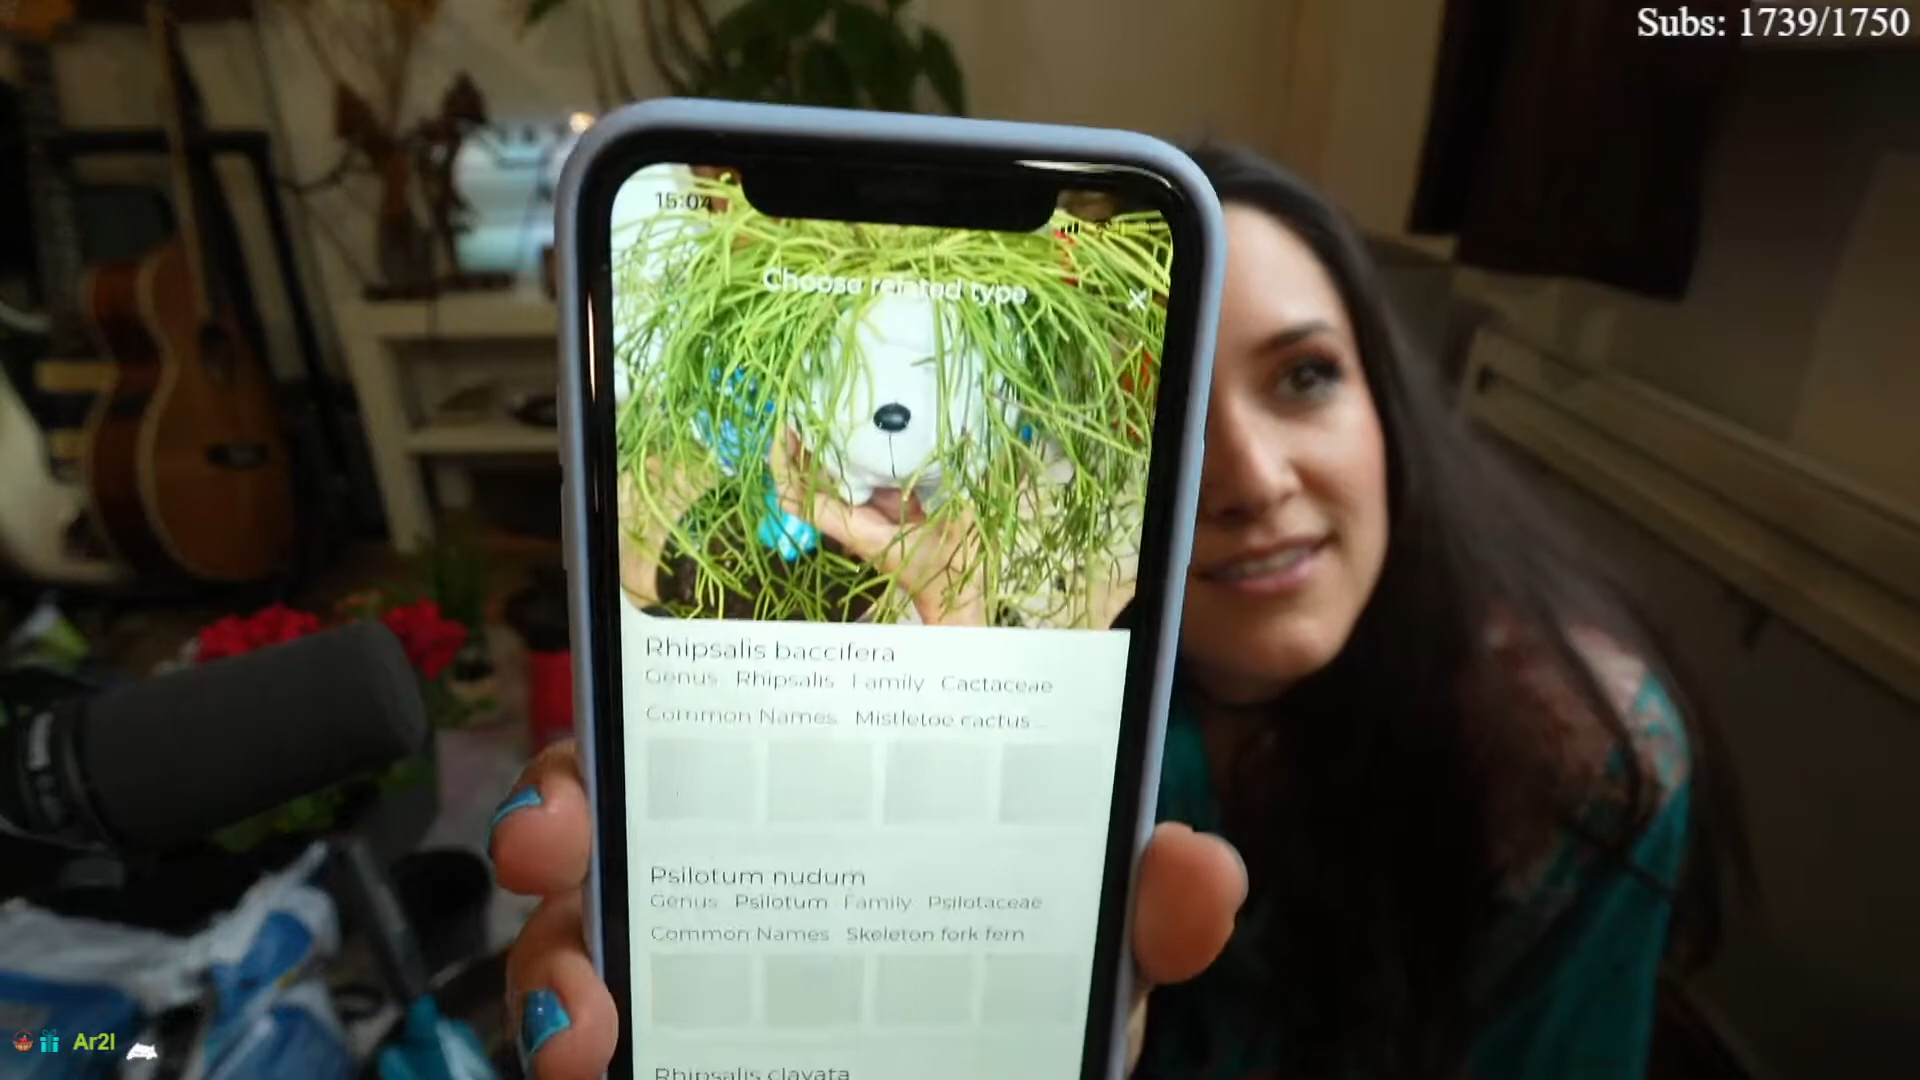 Subs: 1739/1750
15:04
Choose related type
Rhipsalis baccifera
Genus Rhipsalis Family Cactaceae
Common Names Mistletoe cactus ...
Psilotum nudum
Genus Psilotum Family Psilotaceae
Common Names Skeleton fork fern
Rhipsalis clavata
Ar2l